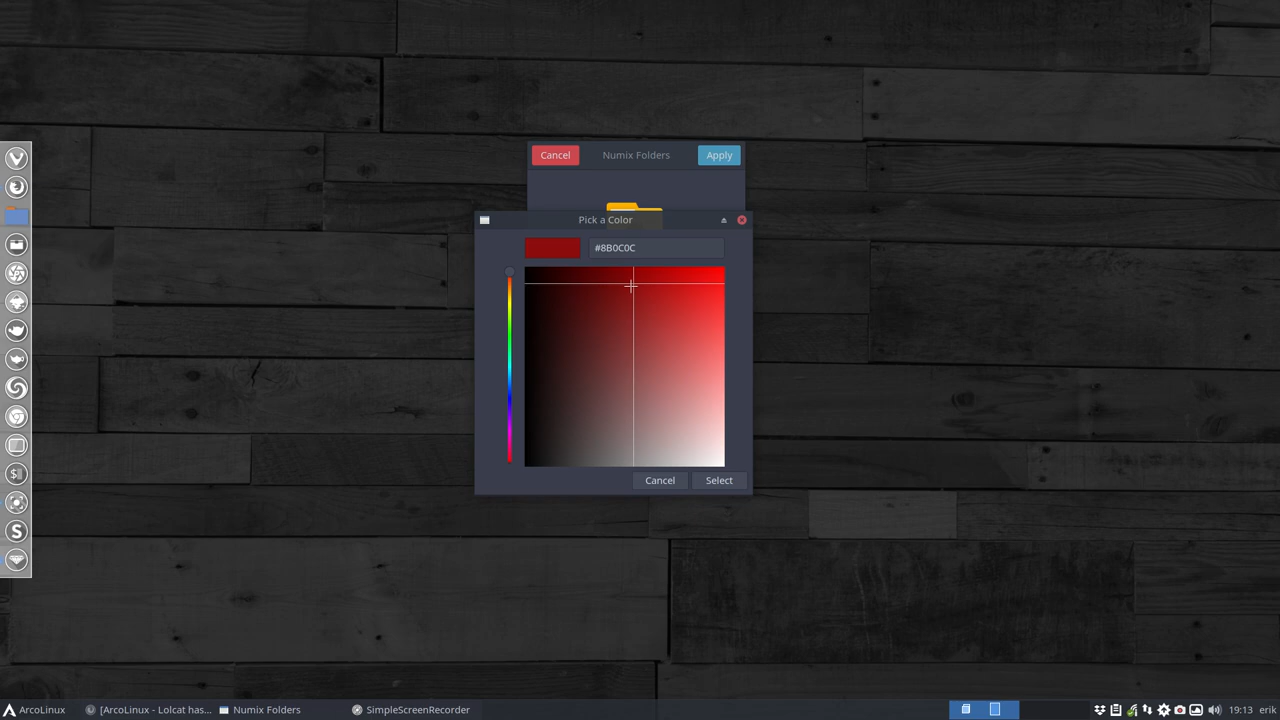 Cancel Numix Folders Apply
Pick a Color
#8B0C0C
Cancel Select
ArcoLinux [ArcoLinux - Lolcat has... Numix Folders SimpleScreenRecorder 19:13 erik